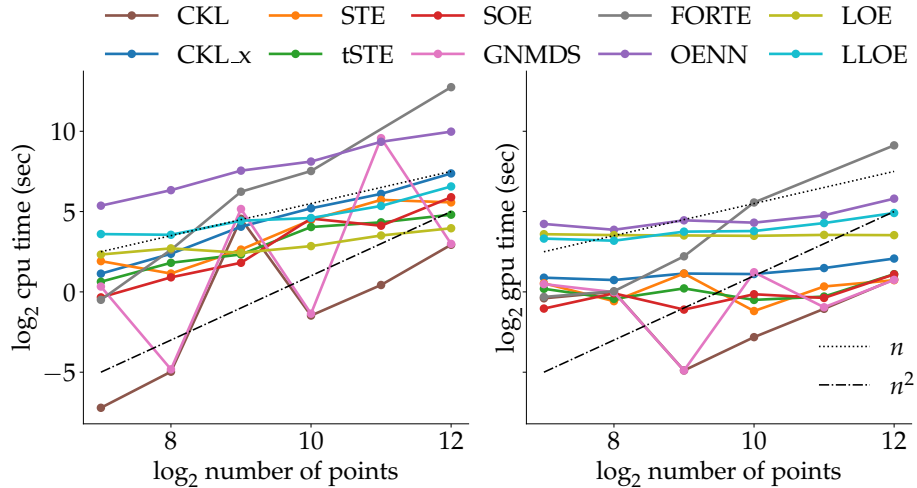 CKL STE SOE FORTE LOE
CKL_x tSTE GNMDS OENN LLOE
10
5
0
−5
log₂ cpu time (sec)
8 10 12
log₂ number of points
log₂ gpu time (sec)
n
n²
8 10 12
log₂ number of points